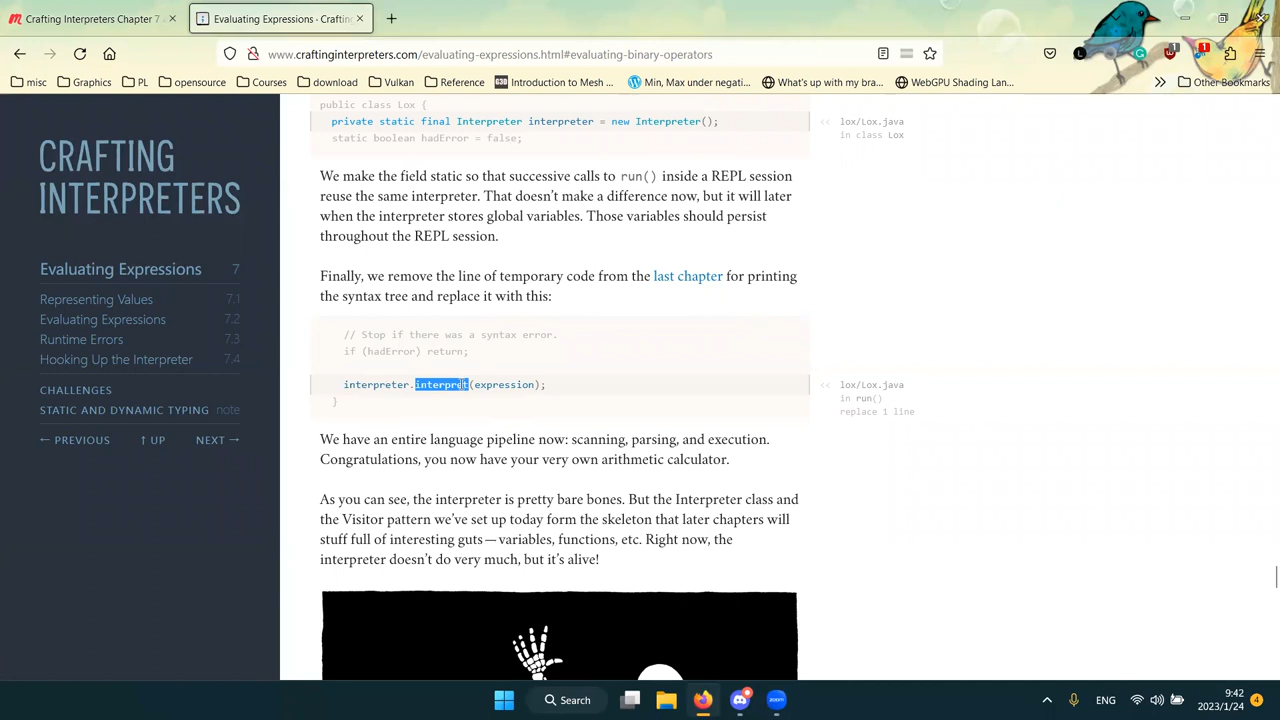 Crafting Interpreters Chapter 7
Evaluating Expressions · Craftin
www.craftinginterpreters.com/evaluating-expressions.html#evaluating-binary-operators
misc
Graphics
PL
opensource
Courses
download
Vulkan
Reference
Introduction to Mesh ...
Min, Max under negati...
What's up with my bra...
WebGPU Shading Lan...
Other Bookmarks
CRAFTING
INTERPRETERS
Evaluating Expressions 7
Representing Values 7.1
Evaluating Expressions 7.2
Runtime Errors 7.3
Hooking Up the Interpreter 7.4
CHALLENGES
STATIC AND DYNAMIC TYPING note
← PREVIOUS ↑ UP NEXT →
public class Lox {
private static final Interpreter interpreter = new Interpreter();
static boolean hadError = false;
<< lox/Lox.java
in class Lox
We make the field static so that successive calls to run() inside a REPL session
reuse the same interpreter. That doesn't make a difference now, but it will later
when the interpreter stores global variables. Those variables should persist
throughout the REPL session.
Finally, we remove the line of temporary code from the last chapter for printing
the syntax tree and replace it with this:
// Stop if there was a syntax error.
if (hadError) return;
interpreter.interpret(expression);
}
<< lox/Lox.java
in run()
replace 1 line
We have an entire language pipeline now: scanning, parsing, and execution.
Congratulations, you now have your very own arithmetic calculator.
As you can see, the interpreter is pretty bare bones. But the Interpreter class and
the Visitor pattern we've set up today form the skeleton that later chapters will
stuff full of interesting guts—variables, functions, etc. Right now, the
interpreter doesn't do very much, but it's alive!
Search
zoom
ENG
9:42
2023/1/24
4